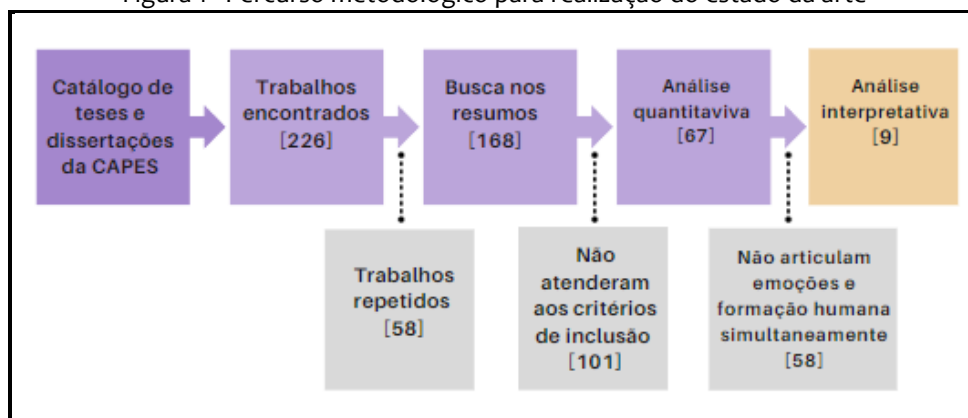 Figura 1- Percurso metodológico para realização do estado da arte
Catálogo de
teses e
dissertações
da CAPES
Trabalhos
encontrados
[226]
Busca nos
resumos
[168]
Análise
quantitaviva
[67]
Análise
interpretativa
[9]
Trabalhos
repetidos
[58]
Não
atenderam
aos critérios
de inclusão
[101]
Não articulam
emoções e
formação humana
simultaneamente
[58]